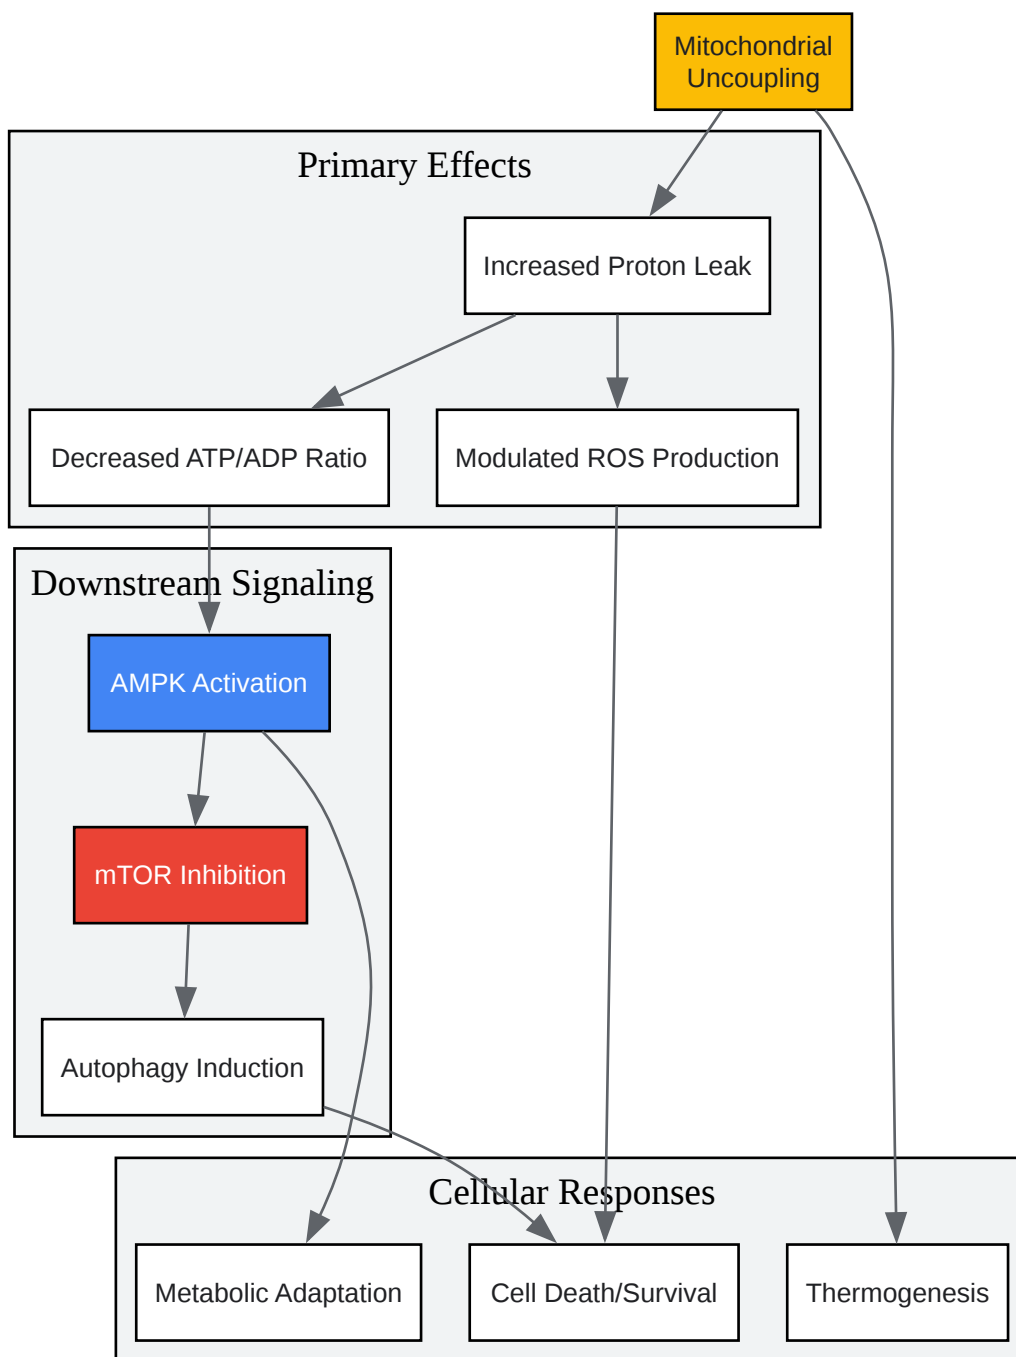 Mitochondrial
Uncoupling
Primary Effects
Increased Proton Leak
Decreased ATP/ADP Ratio
Modulated ROS Production
Downstream Signaling
AMPK Activation
mTOR Inhibition
Autophagy Induction
Cellular Responses
Metabolic Adaptation
Cell Death/Survival
Thermogenesis